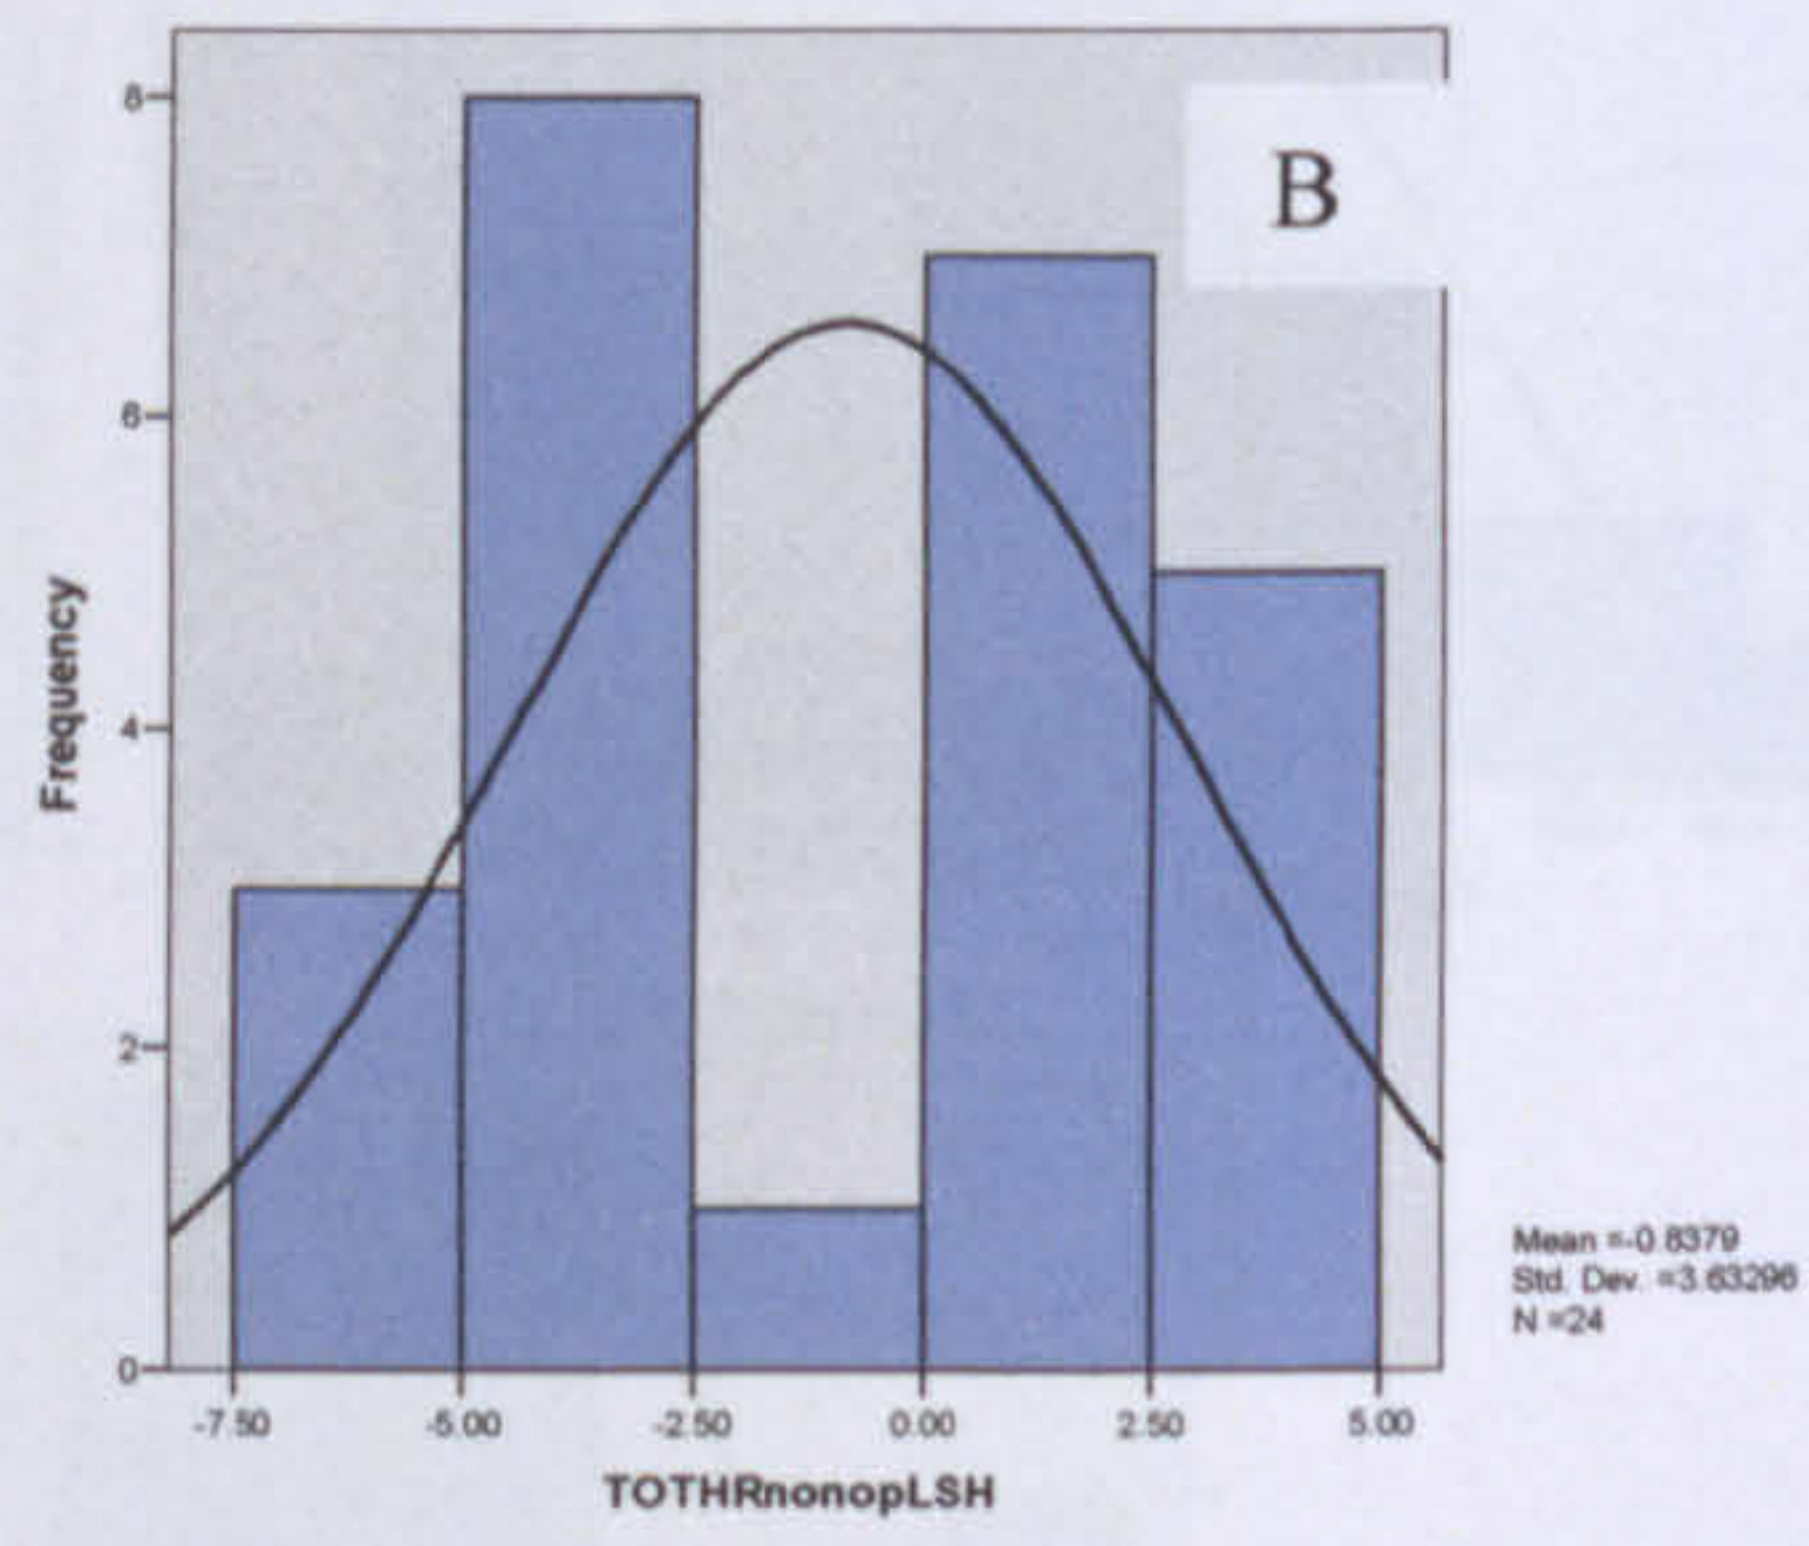 B
8
6
4
2
0
Frequency
-7.50
-5.00
-2.50
0.00
2.50
5.00
TOTHRnonopLSH
Mean =-0.8379
Std. Dev. =3.63296
N =24